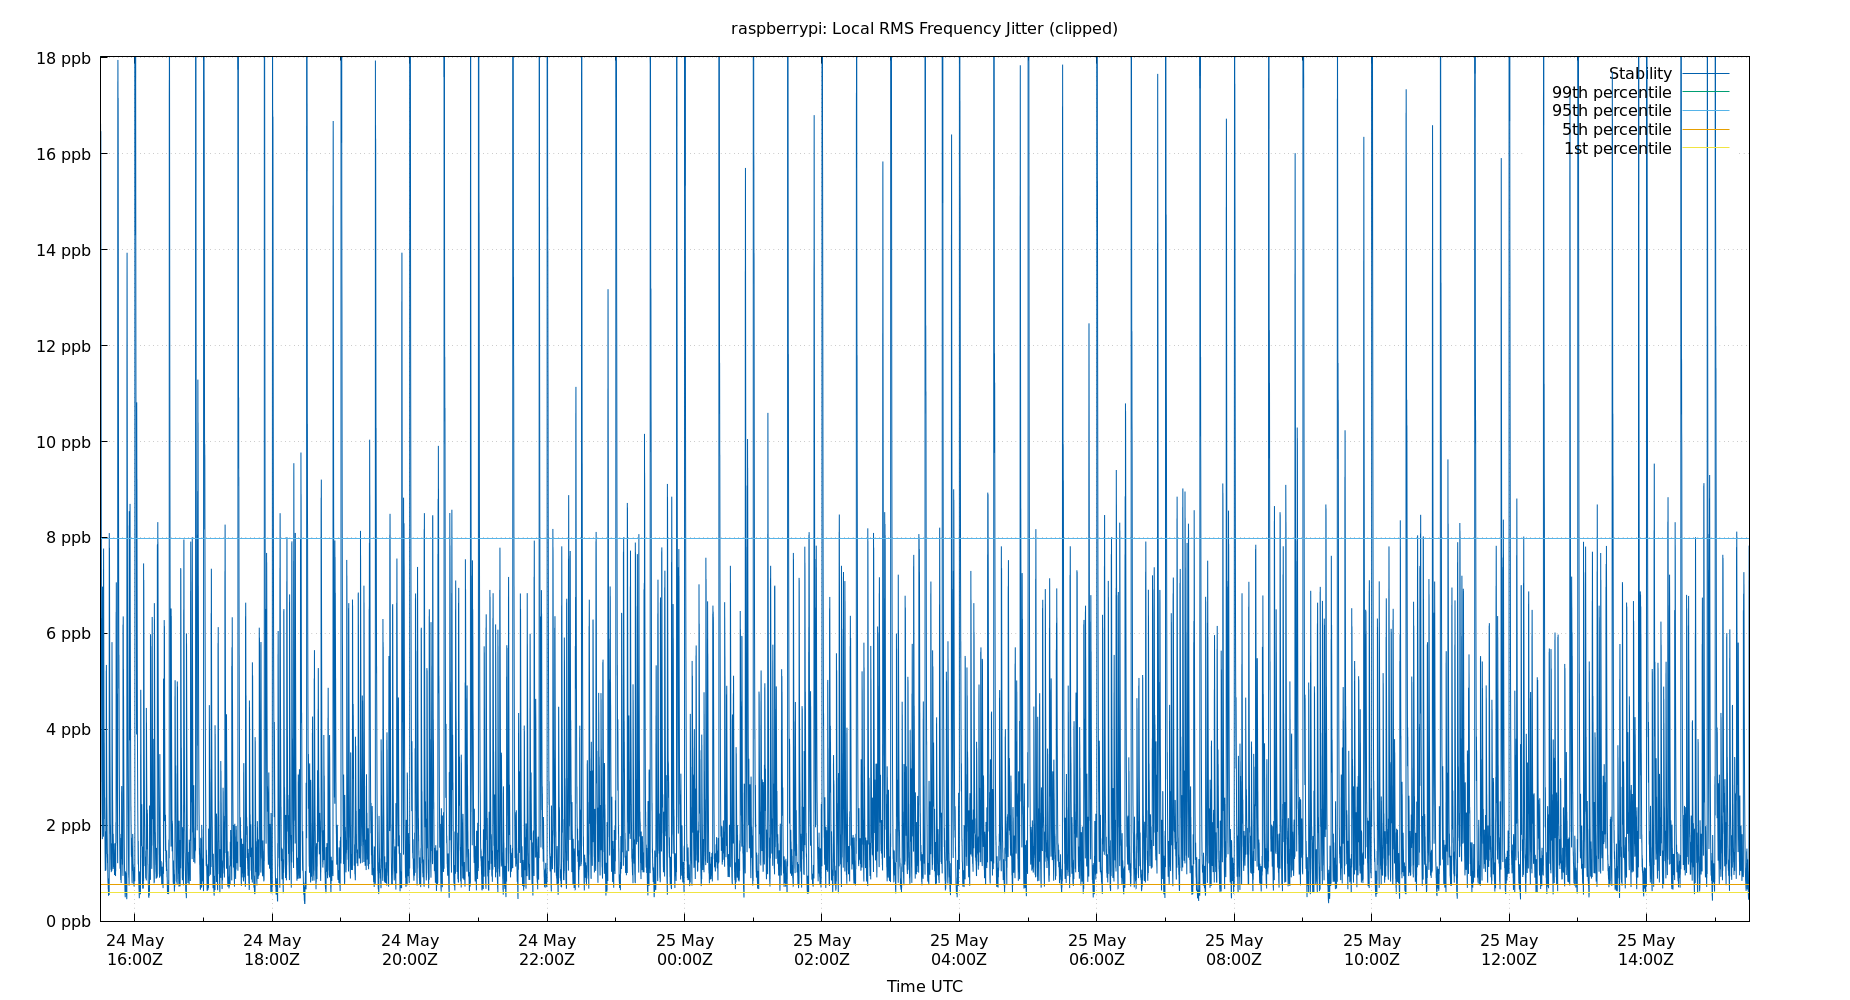 raspberrypi: Local RMS Frequency Jitter (clipped)
18 ppb
16 ppb
14 ppb
12 ppb
10 ppb
8 ppb
6 ppb
4 ppb
2 ppb
0 ppb
Stability
99th percentile
95th percentile
5th percentile
1st percentile
24 May
16:00Z
24 May
18:00Z
24 May
20:00Z
24 May
22:00Z
25 May
00:00Z
25 May
02:00Z
25 May
04:00Z
25 May
06:00Z
25 May
08:00Z
25 May
10:00Z
25 May
12:00Z
25 May
14:00Z
Time UTC